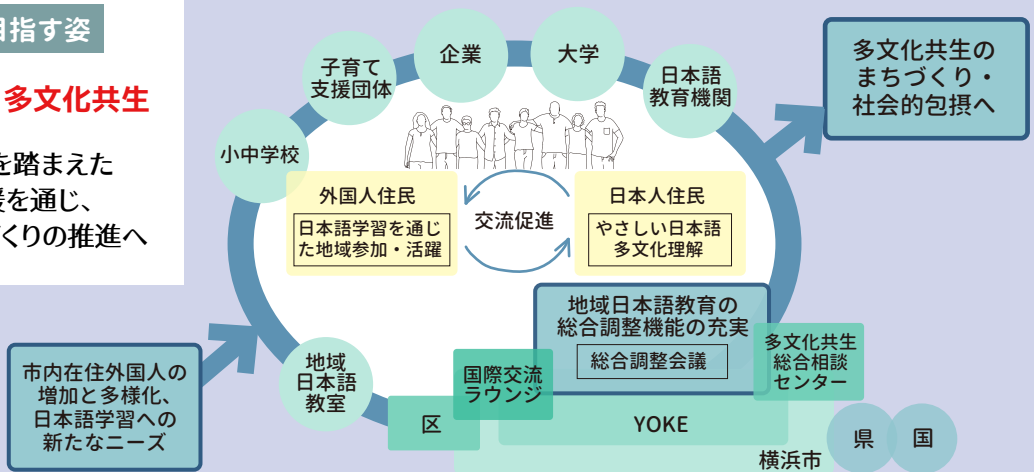 目指す姿
多文化共生
を踏まえた
を通じ、
くりの推進へ
企業
大学
子育て
支援団体
日本語
教育機関
小中学校
多文化共生の
まちづくり・
社会的包摂へ
外国人住民
日本語学習を通じ
た地域参加・活躍
交流促進
日本人住民
やさしい日本語
多文化理解
地域日本語教育の
総合調整機能の充実
総合調整会議
多文化共生
総合相談
センター
市内在住外国人の
増加と多様化、
日本語学習への
新たなニーズ
地域
日本語
教室
国際交流
ラウンジ
区
YOKE
横浜市
県
国